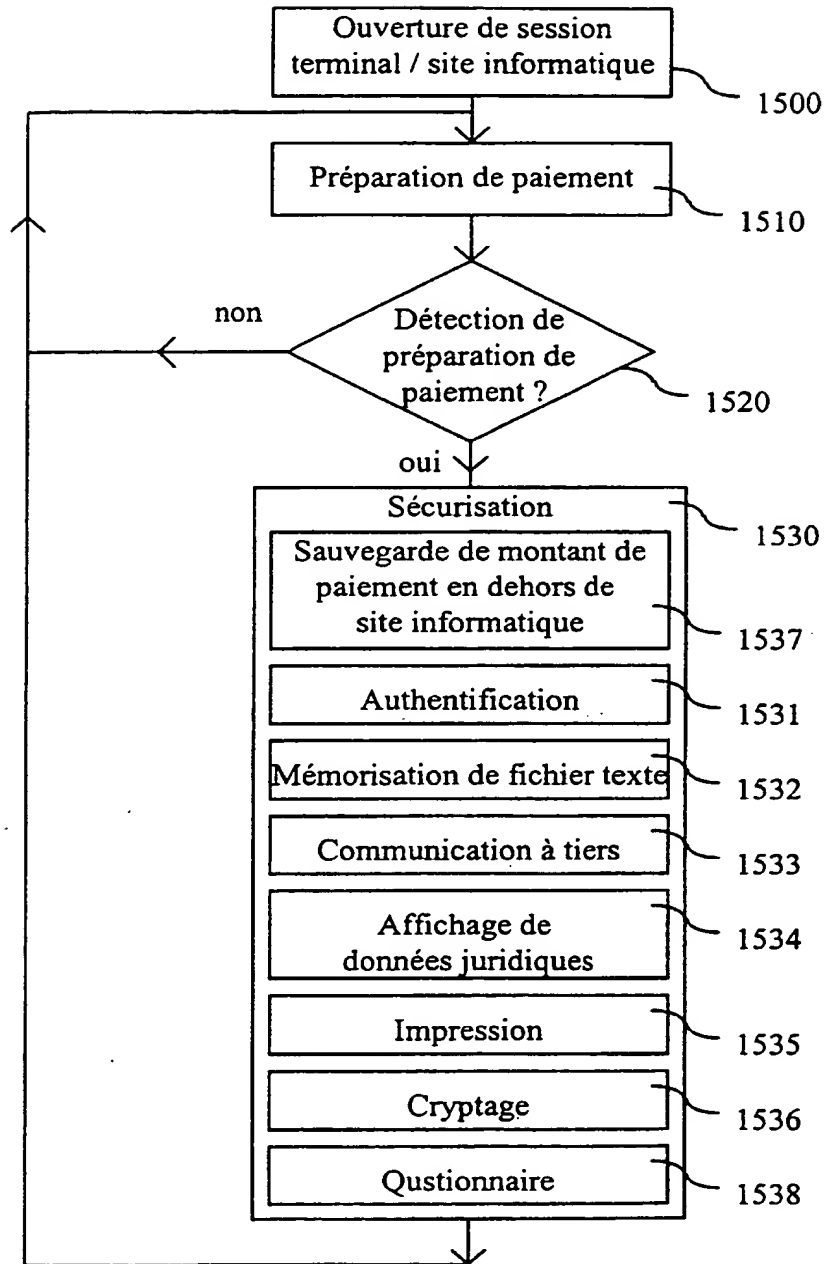 Ouverture de session
terminal / site informatique
1500
Préparation de paiement
1510
non
Détection de
préparation de
paiement ?
1520
oui
Sécurisation
1530
Sauvegarde de montant de
paiement en dehors de
site informatique
1537
Authentification
1531
Mémorisation de fichier texte
1532
Communication à tiers
1533
Affichage de
données juridiques
1534
Impression
1535
Cryptage
1536
Qustionnaire
1538